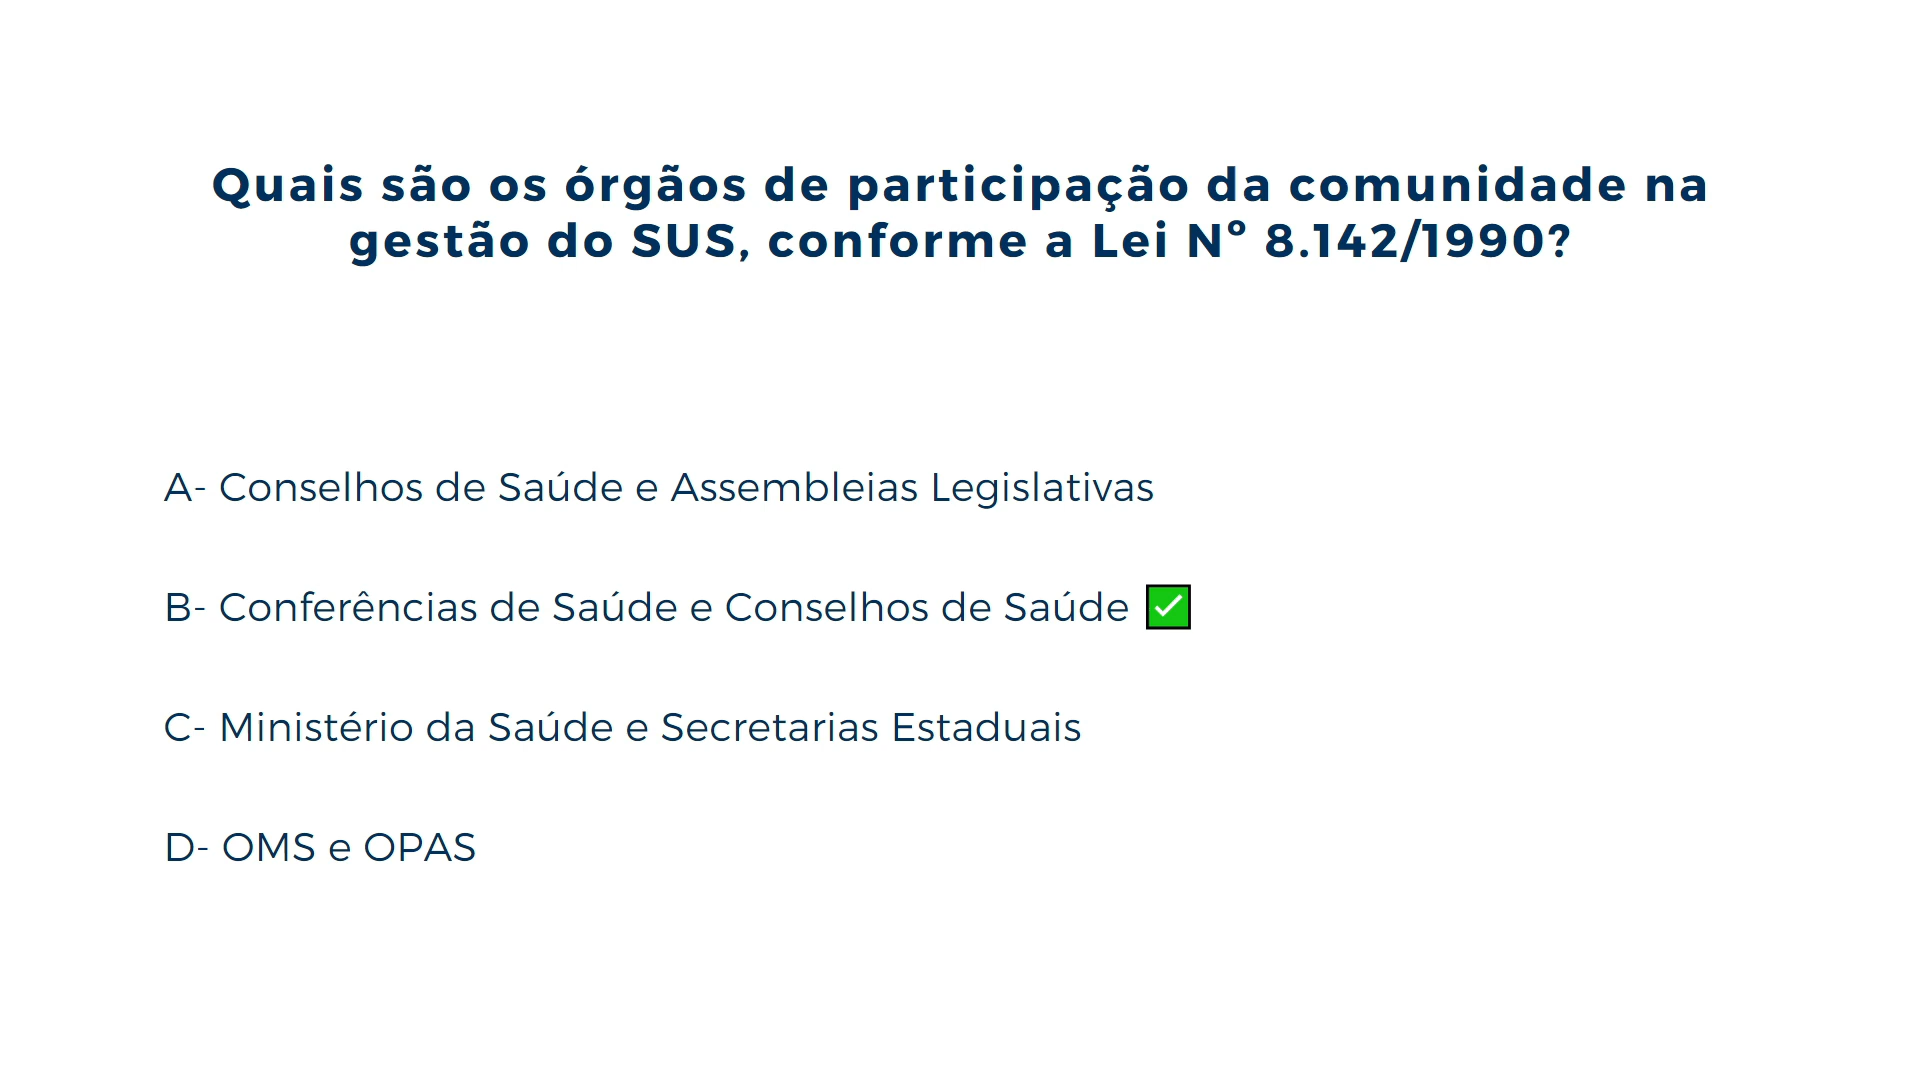 Quais são os órgãos de participação da comunidade na
gestão do SUS, conforme a Lei Nº 8.142/1990?
A- Conselhos de Saúde e Assembleias Legislativas
B- Conferências de Saúde e Conselhos de Saúde ✅
C- Ministério da Saúde e Secretarias Estaduais
D- OMS e OPAS